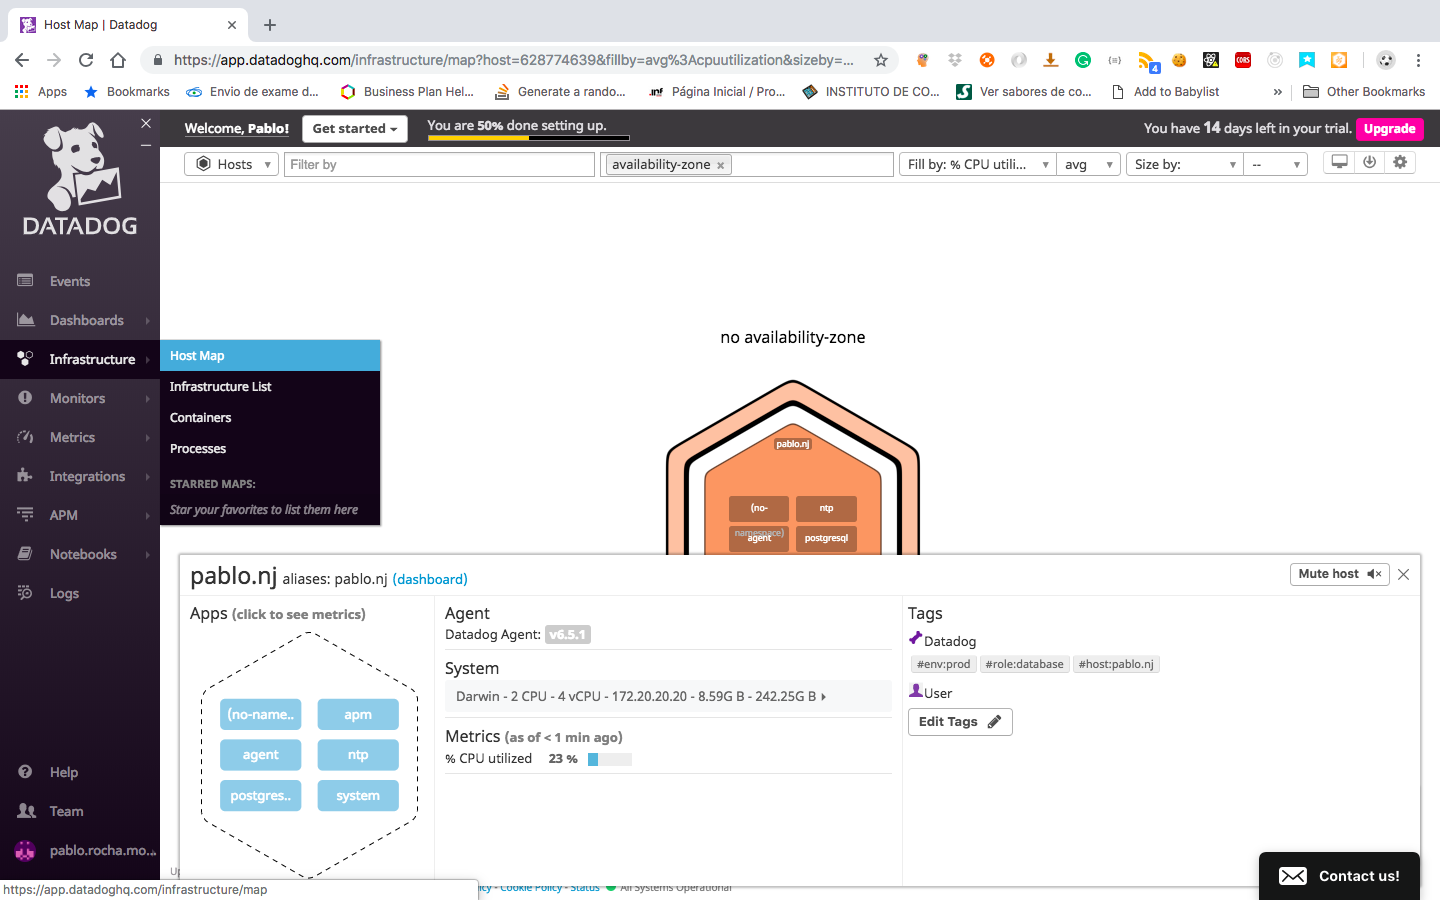 Host Map | Datadog
https://app.datadoghq.com/infrastructure/map?host=628774639&fillby=avg%3Acpuutilization&sizeby=...
4
CORS
Apps
Bookmarks
Envio de exame d...
Business Plan Hel...
Generate a rando...
.inf
Página Inicial / Pro...
INSTITUTO DE CO...
Ver sabores de co...
Add to Babylist
»
Other Bookmarks
DATADOG
Welcome, Pablo!
Get started
You are 50% done setting up.
You have 14 days left in your trial.
Upgrade
Hosts
Filter by
availability-zone ×
Fill by: % CPU utili...
avg
Size by:
--
Events
Dashboards
Infrastructure
Monitors
Metrics
Integrations
APM
Notebooks
Logs
Help
Team
pablo.rocha.mo...
Host Map
Infrastructure List
Containers
Processes
STARRED MAPS:
Star your favorites to list them here
no availability-zone
pablo.nj
(no-
namespace)
ntp
agent
postgresql
pablo.nj aliases: pablo.nj (dashboard)
Mute host
Apps (click to see metrics)
(no-name..
apm
agent
ntp
postgres..
system
Agent
Datadog Agent: v6.5.1
System
Darwin - 2 CPU - 4 vCPU - 172.20.20.20 - 8.59G B - 242.25G B
Metrics (as of < 1 min ago)
% CPU utilized 23 %
Tags
Datadog
#env:prod
#role:database
#host:pablo.nj
User
Edit Tags
Contact us!
https://app.datadoghq.com/infrastructure/map
Cookie Policy - Status
All Systems Operational